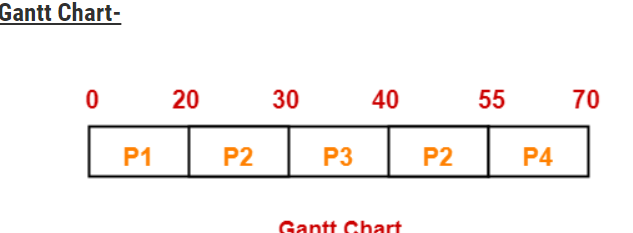 Gantt Chart-
0 20 30 40 55 70
P1 P2 P3 P2 P4
Gantt Chart